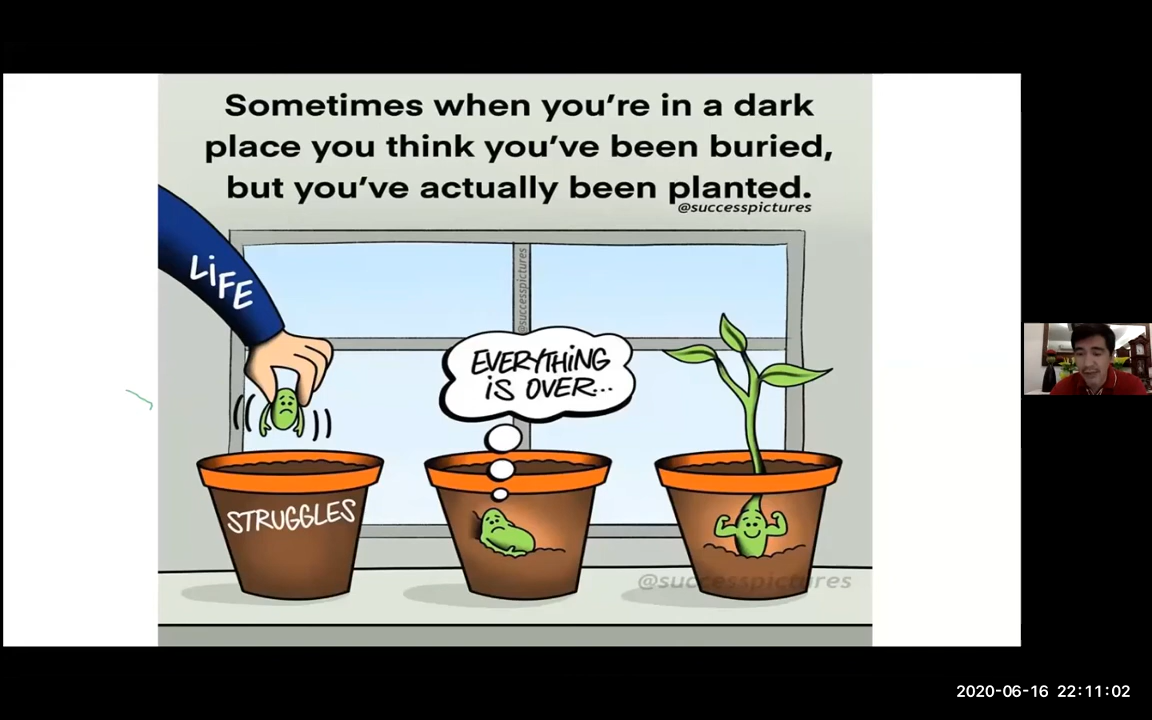 Sometimes when you're in a dark
place you think you've been buried,
but you've actually been planted.
@successpictures
LiFE
@successpictures
EVERYTHiNG
iS OVER...
STRUGGLES
@successpictures
2020-06-16 22:11:02